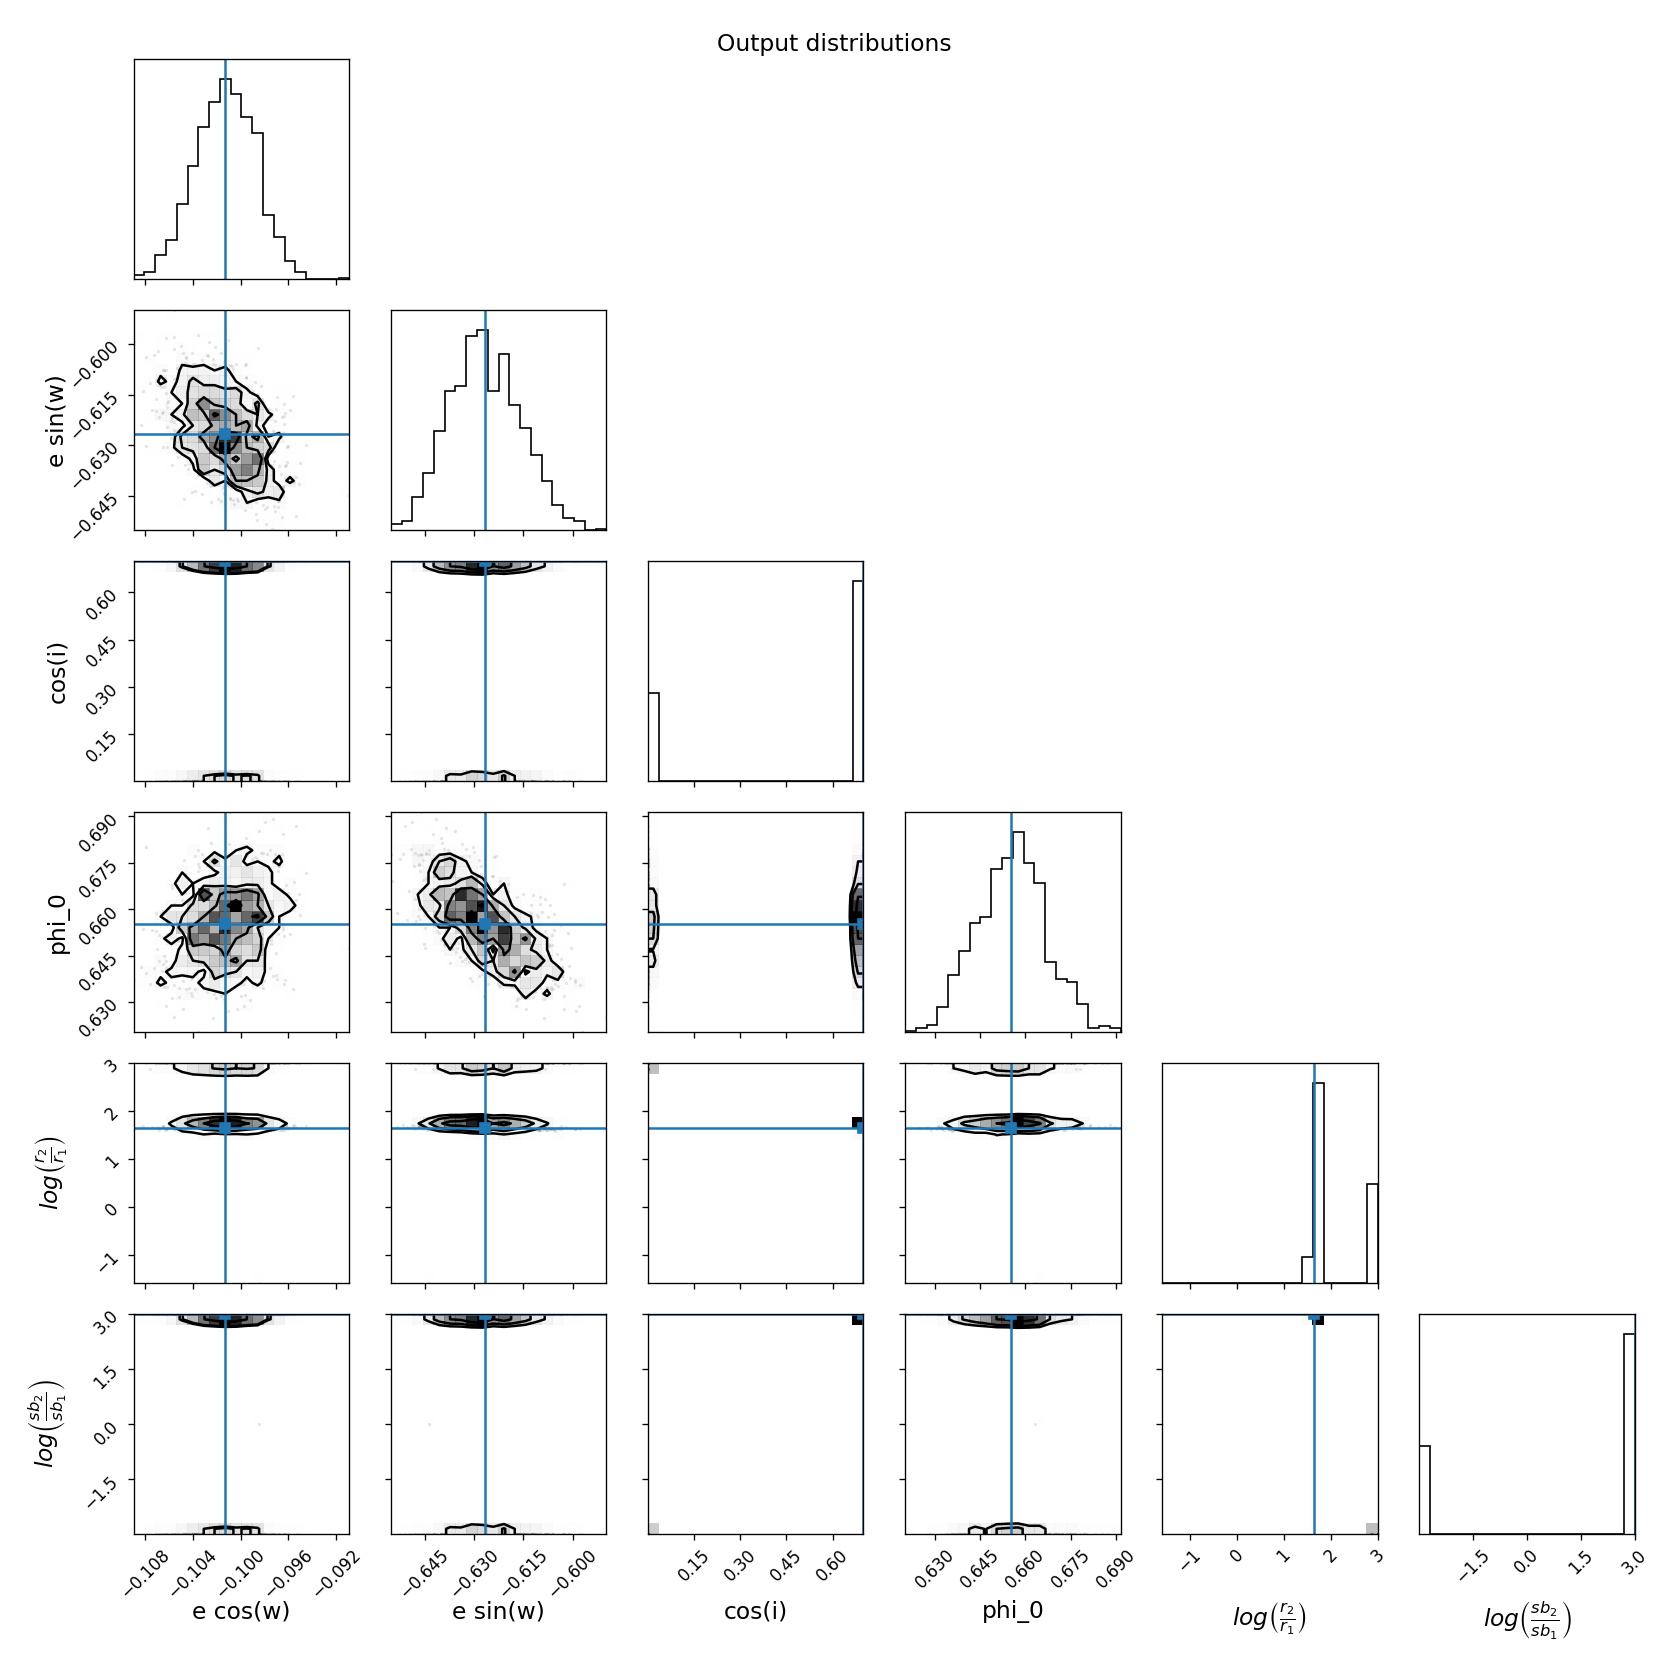 Output distributions
e sin(w)
−0.600
−0.615
−0.630
−0.645
cos(i)
0.60
0.45
0.30
0.15
phi_0
0.690
0.675
0.660
0.645
0.630
log(r₂/r₁)
3
2
1
0
−1
log(sb₂/sb₁)
3.0
1.5
0.0
−1.5
−0.108 −0.104 −0.100 −0.096 −0.092
−0.645 −0.630 −0.615 −0.600
0.15 0.30 0.45 0.60
0.630 0.645 0.660 0.675 0.690
−1 0 1 2 3
−1.5 0.0 1.5 3.0
e cos(w)
e sin(w)
cos(i)
phi_0
log(r₂/r₁)
log(sb₂/sb₁)